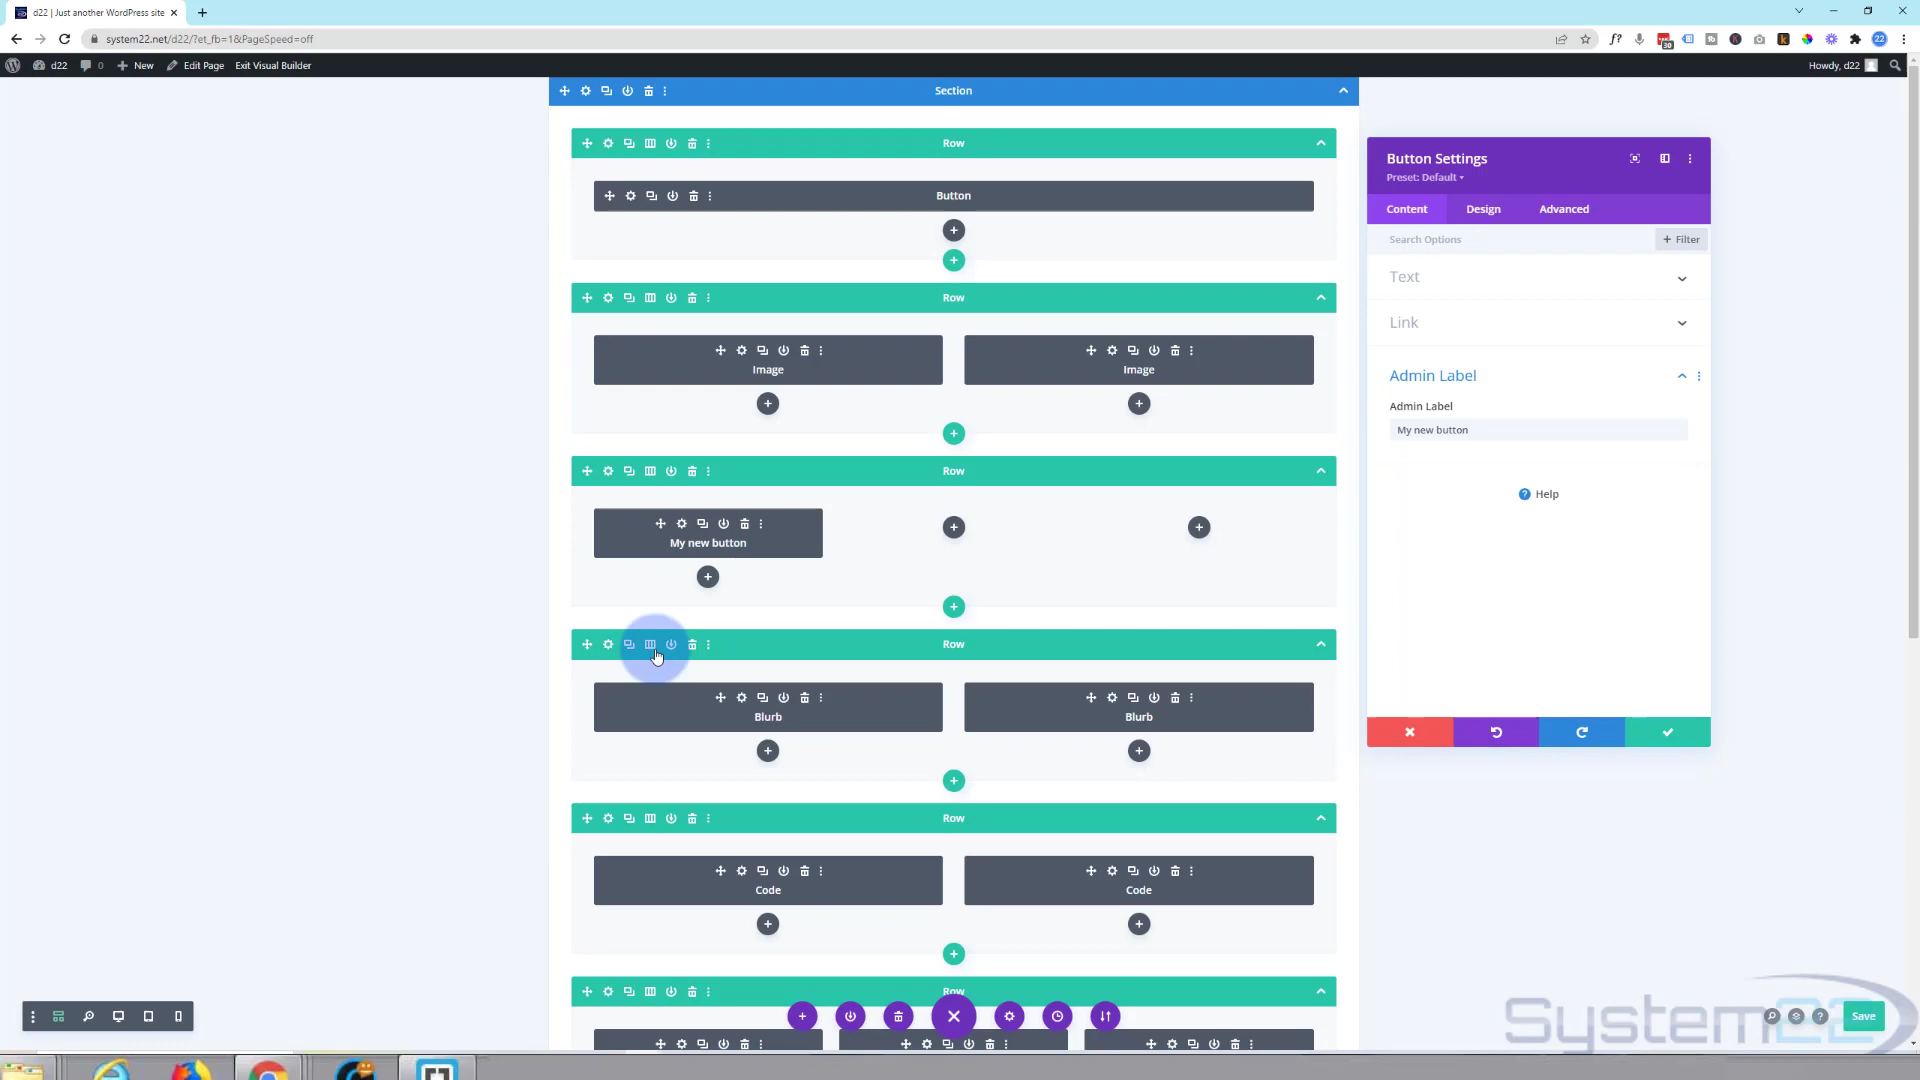 d22 | Just another WordPress site
system22.net/d22/?et_fb=1&PageSpeed=off
30
22
d22
0
New
Edit Page
Exit Visual Builder
Howdy, d22
Section
Row
Button
Row
Image
Image
Row
My new button
Row
Blurb
Blurb
Row
Code
Code
Row
Button Settings
Preset: Default
Content
Design
Advanced
Search Options
+ Filter
Text
Link
Admin Label
Admin Label
My new button
Help
System22
Save